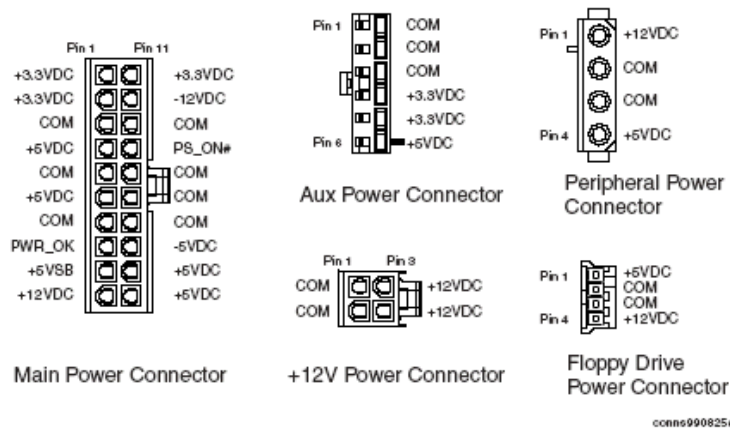 Pin 1 Pin 11
+3.3VDC +3.3VDC
+3.3VDC -12VDC
COM COM
+5VDC PS_ON#
COM COM
+5VDC COM
COM COM
PWR_OK -5VDC
+5VSB +5VDC
+12VDC +5VDC
Main Power Connector
Pin 1 COM
COM
COM
+3.3VDC
+3.3VDC
Pin 6 +5VDC
Aux Power Connector
Pin 1 +12VDC
COM
COM
Pin 4 +5VDC
Peripheral Power
Connector
Pin 1 Pin 3
COM +12VDC
COM +12VDC
+12V Power Connector
Pin 1 +5VDC
COM
COM
Pin 4 +12VDC
Floppy Drive
Power Connector